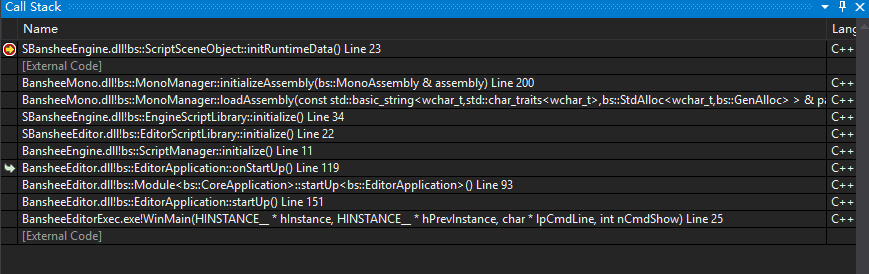 Call Stack
Name Lang
SBansheeEngine.dll!bs::ScriptSceneObject::initRuntimeData() Line 23 C++
[External Code]
BansheeMono.dll!bs::MonoManager::initializeAssembly(bs::MonoAssembly & assembly) Line 200 C++
BansheeMono.dll!bs::MonoManager::loadAssembly(const std::basic_string<wchar_t,std::char_traits<wchar_t>,bs::StdAlloc<wchar_t,bs::GenAlloc> > & pa C++
SBansheeEngine.dll!bs::EngineScriptLibrary::initialize() Line 34 C++
SBansheeEditor.dll!bs::EditorScriptLibrary::initialize() Line 22 C++
BansheeEngine.dll!bs::ScriptManager::initialize() Line 11 C++
BansheeEditor.dll!bs::EditorApplication::onStartUp() Line 119 C++
BansheeEditor.dll!bs::Module<bs::CoreApplication>::startUp<bs::EditorApplication>() Line 93 C++
BansheeEditor.dll!bs::EditorApplication::startUp() Line 151 C++
BansheeEditorExec.exe!WinMain(HINSTANCE__ * hInstance, HINSTANCE__ * hPrevInstance, char * lpCmdLine, int nCmdShow) Line 25 C++
[External Code]